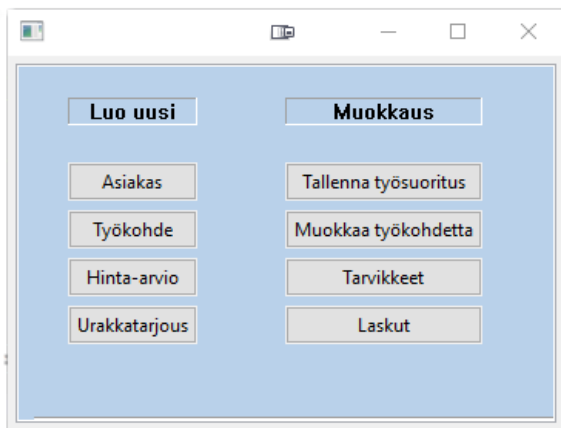 Luo uusi
Muokkaus
Asiakas
Tallenna työsuoritus
Työkohde
Muokkaa työkohdetta
Hinta-arvio
Tarvikkeet
Urakkatarjous
Laskut